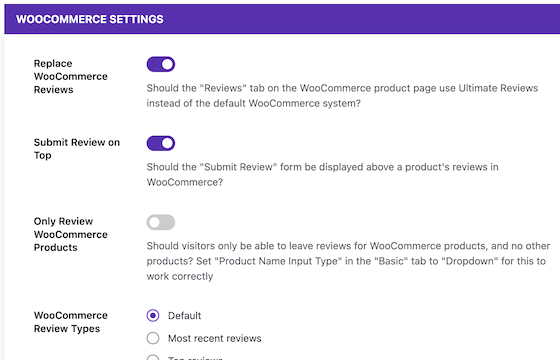 WOOCOMMERCE SETTINGS
Replace
WooCommerce
Reviews
Should the "Reviews" tab on the WooCommerce product page use Ultimate Reviews
instead of the default WooCommerce system?
Submit Review on
Top
Should the "Submit Review" form be displayed above a product's reviews in
WooCommerce?
Only Review
WooCommerce
Products
Should visitors only be able to leave reviews for WooCommerce products, and no other
products? Set "Product Name Input Type" in the "Basic" tab to "Dropdown" for this to
work correctly
WooCommerce
Review Types
Default
Most recent reviews
Top reviews